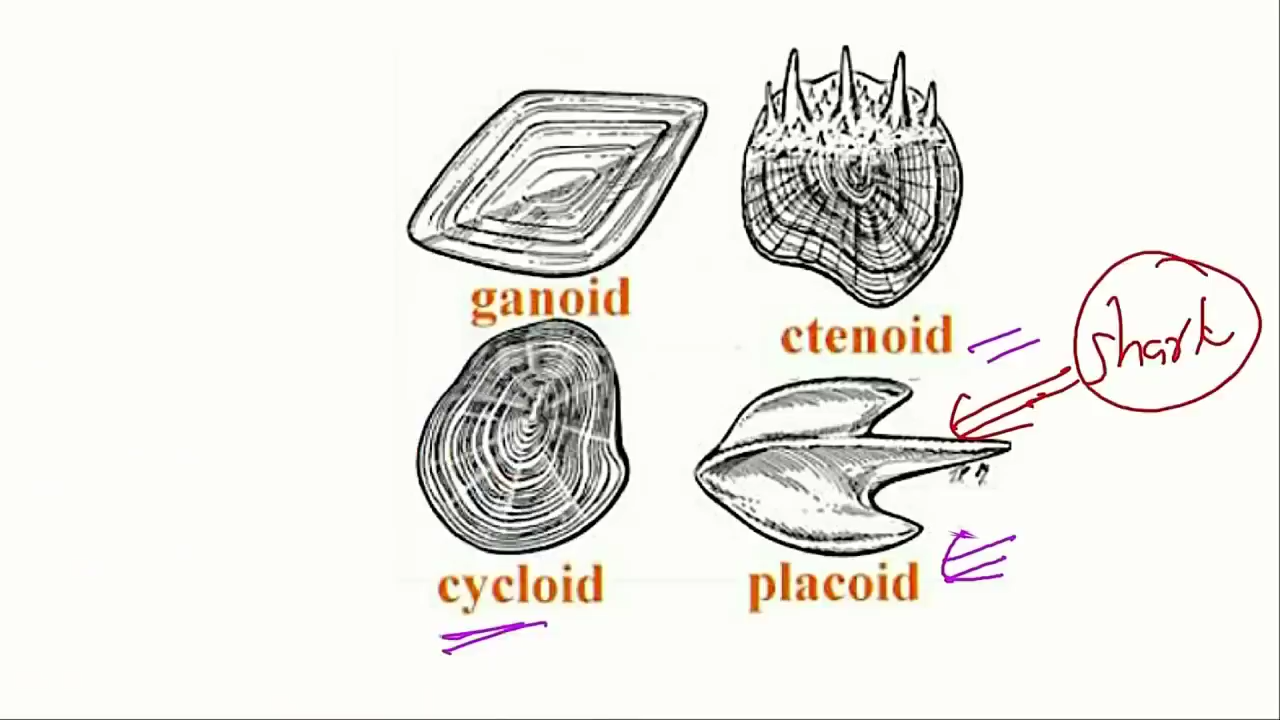 ganoid
ctenoid
shark
cycloid
placoid